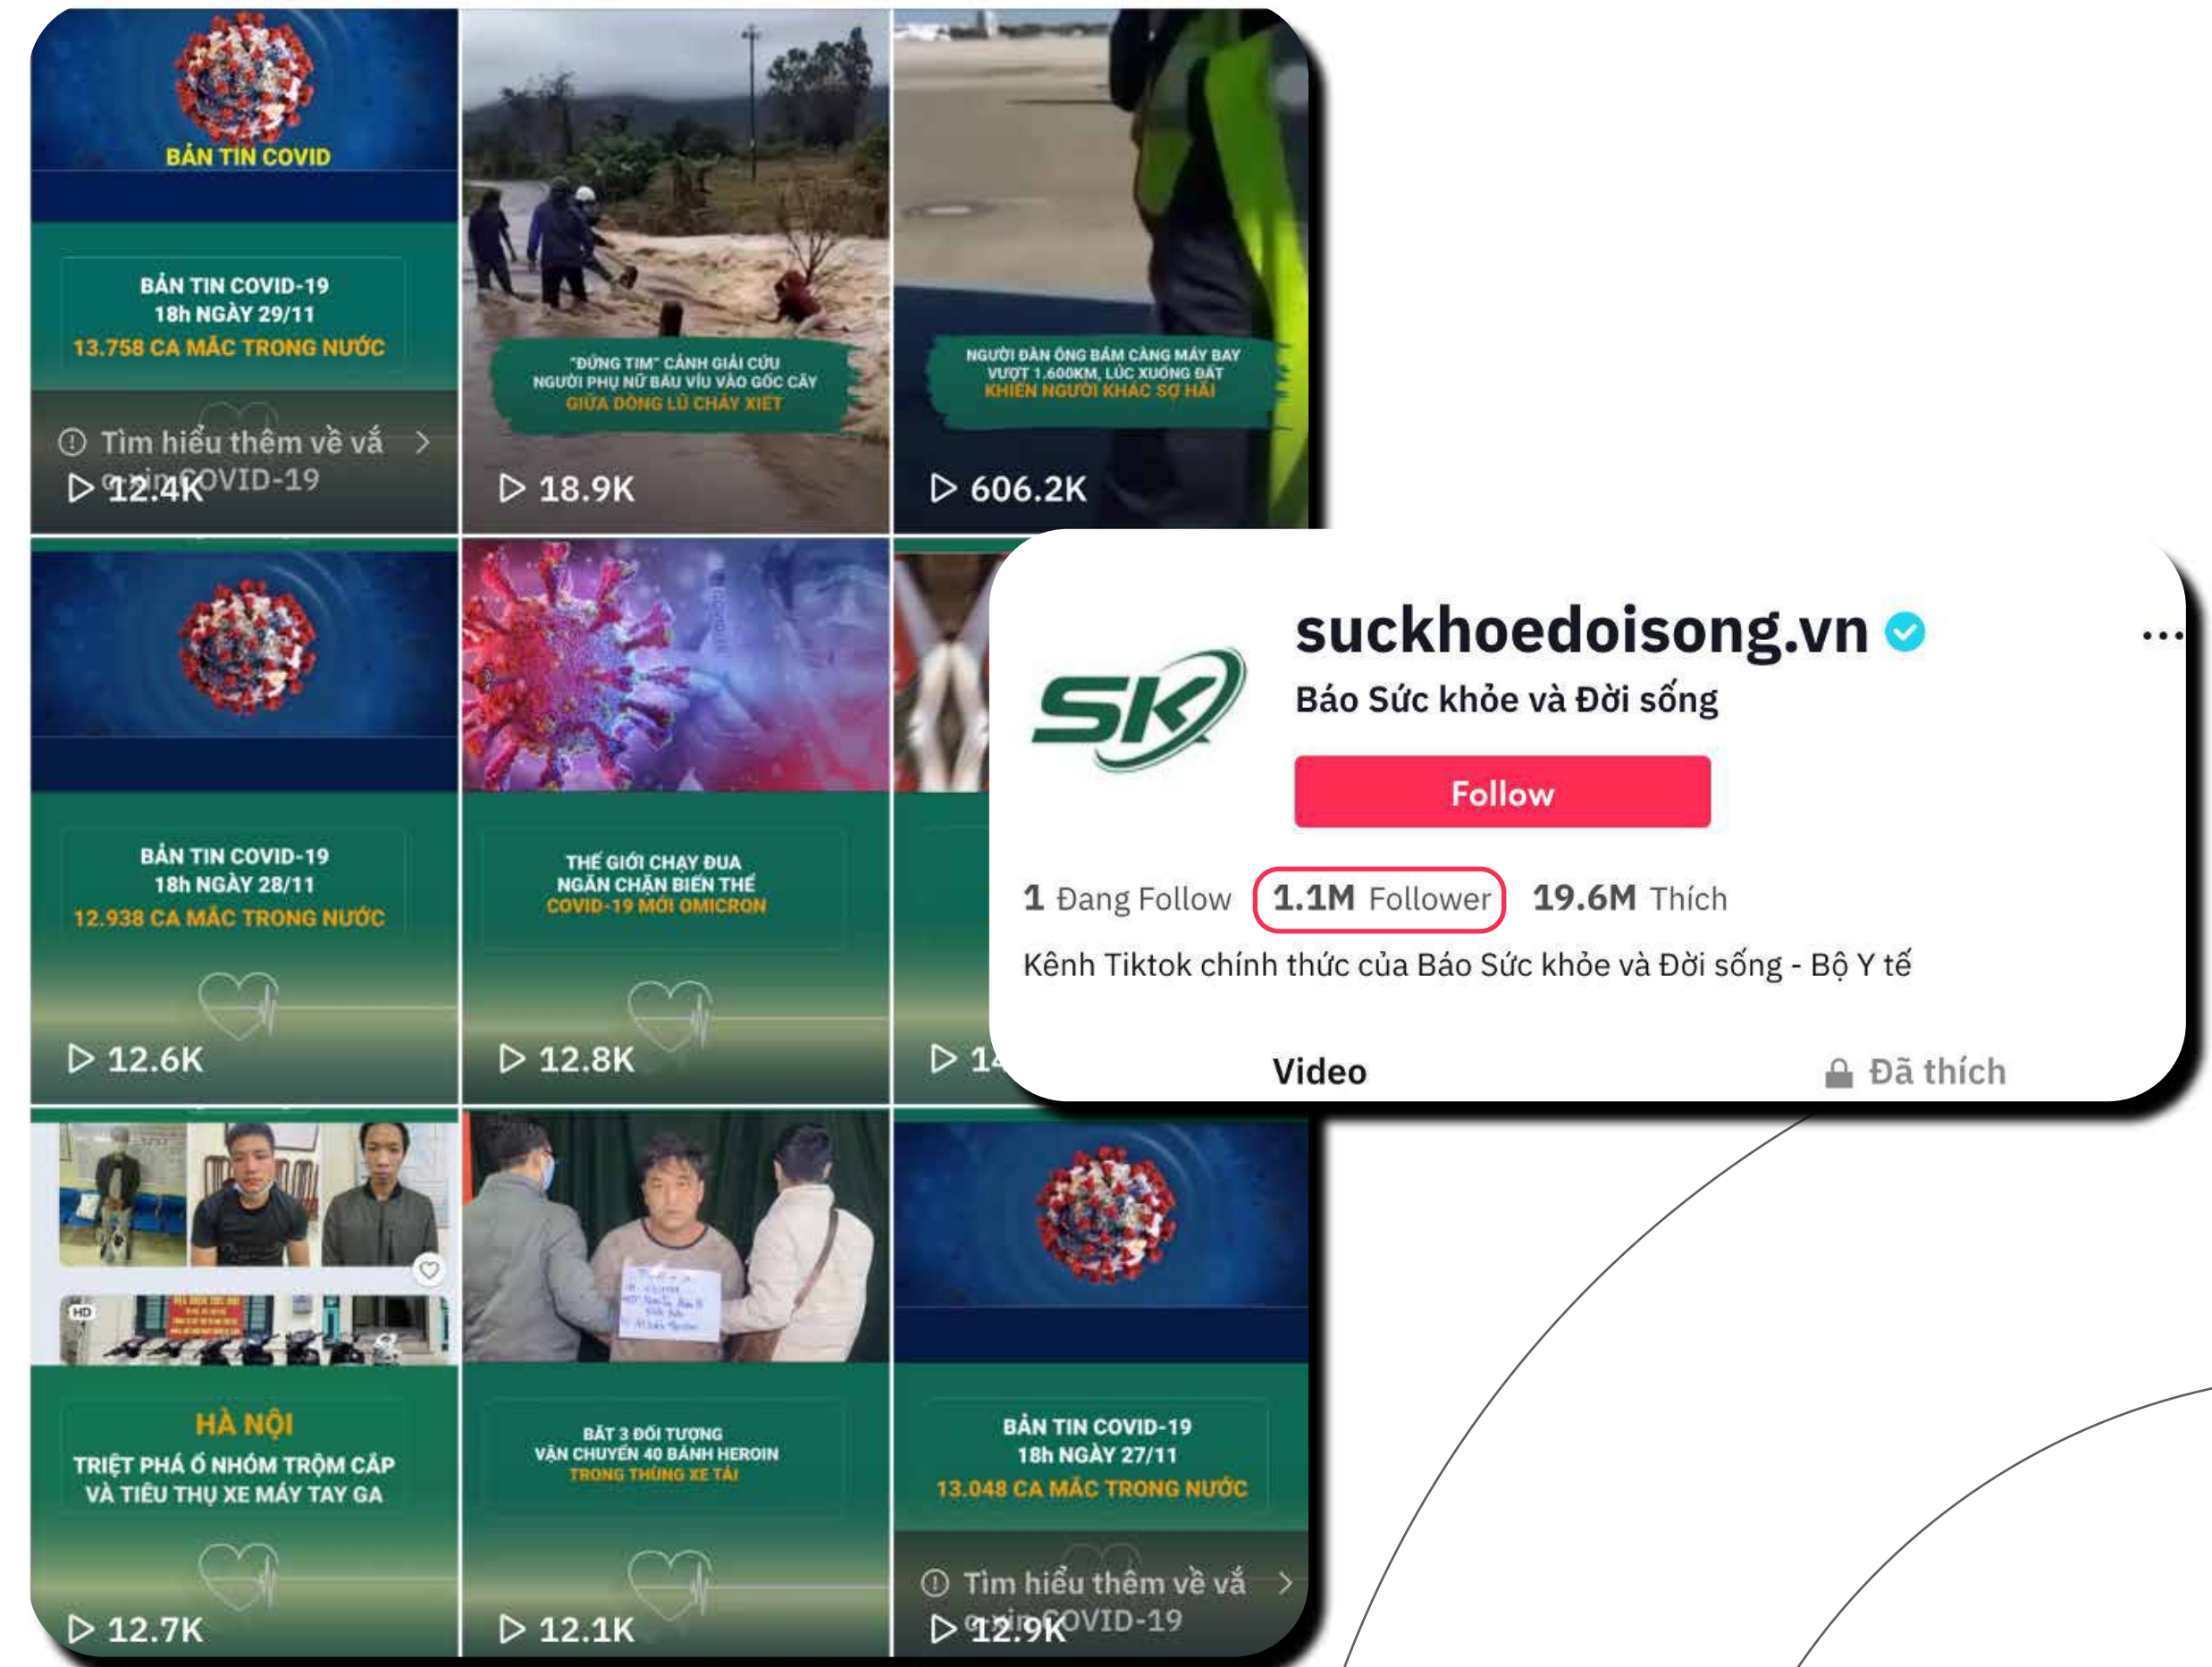 BẢN TIN COVID
BẢN TIN COVID-19
18h NGÀY 29/11
13.758 CA MẮC TRONG NƯỚC
Tìm hiểu thêm về vắ
c-xin COVID-19
12.4K
"ĐỨNG TIM" CẢNH GIẢI CỨU
NGƯỜI PHỤ NỮ BẤU VÍU VÀO GỐC CÂY
GIỮA DÒNG LŨ CHẢY XIẾT
18.9K
NGƯỜI ĐÀN ÔNG BÁM CÀNG MÁY BAY
VƯỢT 1.600KM, LÚC XUỐNG ĐẤT
KHIẾN NGƯỜI KHÁC SỢ HÃI
606.2K
BẢN TIN COVID-19
18h NGÀY 28/11
12.938 CA MẮC TRONG NƯỚC
12.6K
THẾ GIỚI CHẠY ĐUA
NGĂN CHẶN BIẾN THỂ
COVID-19 MỚI OMICRON
12.8K
SK
suckhoedoisong.vn
Báo Sức khỏe và Đời sống
Follow
1 Đang Follow 1.1M Follower 19.6M Thích
Kênh Tiktok chính thức của Báo Sức khỏe và Đời sống - Bộ Y tế
Video Đã thích
HD
HÀ NỘI
TRIỆT PHÁ Ổ NHÓM TRỘM CẮP
VÀ TIÊU THỤ XE MÁY TAY GA
12.7K
BẮT 3 ĐỐI TƯỢNG
VẬN CHUYỂN 40 BÁNH HEROIN
TRONG THÙNG XE TẢI
12.1K
BẢN TIN COVID-19
18h NGÀY 27/11
13.048 CA MẮC TRONG NƯỚC
Tìm hiểu thêm về vắ
c-xin COVID-19
12.9K